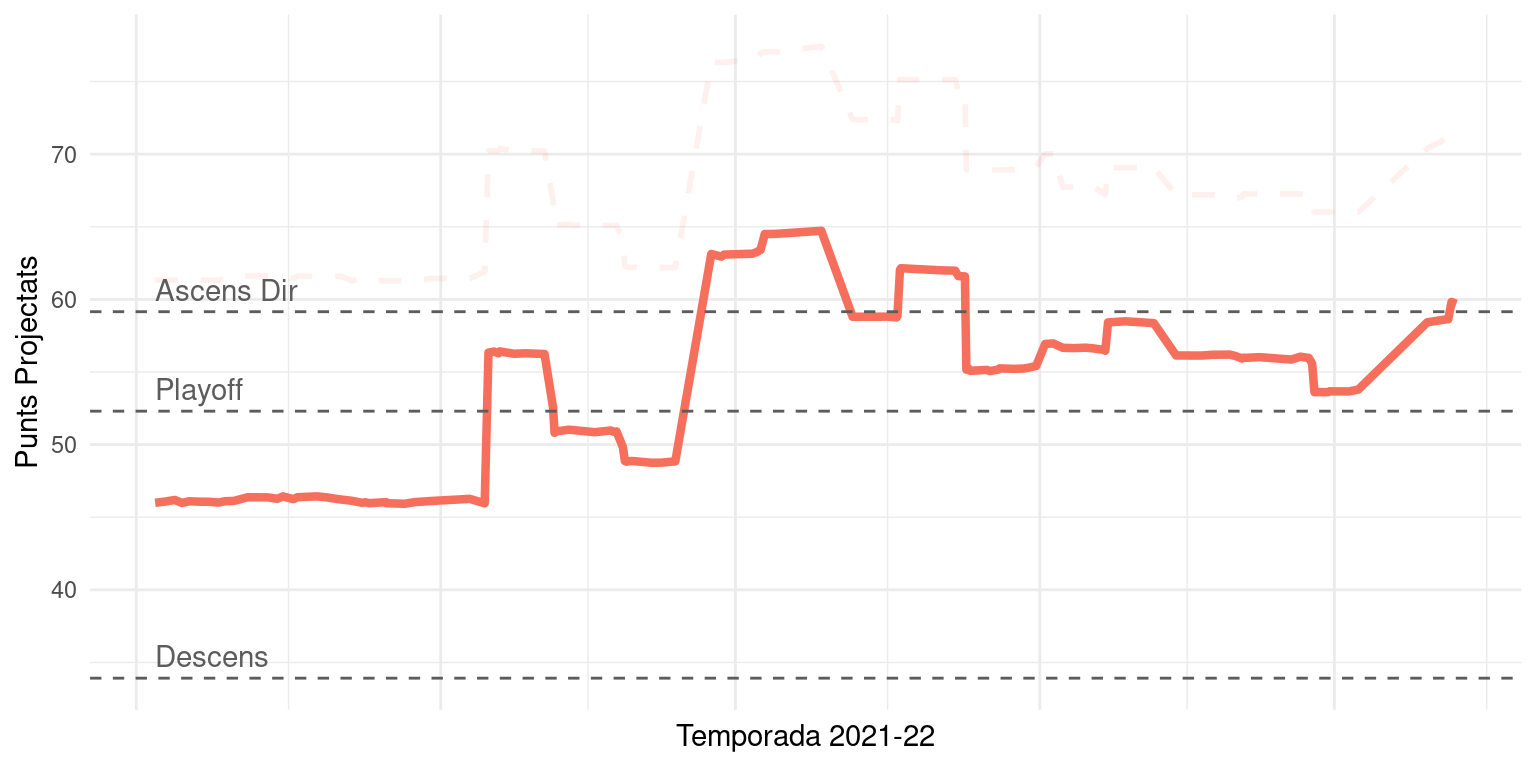 Punts Projectats
70
60
50
40
Ascens Dir
Playoff
Descens
Temporada 2021-22